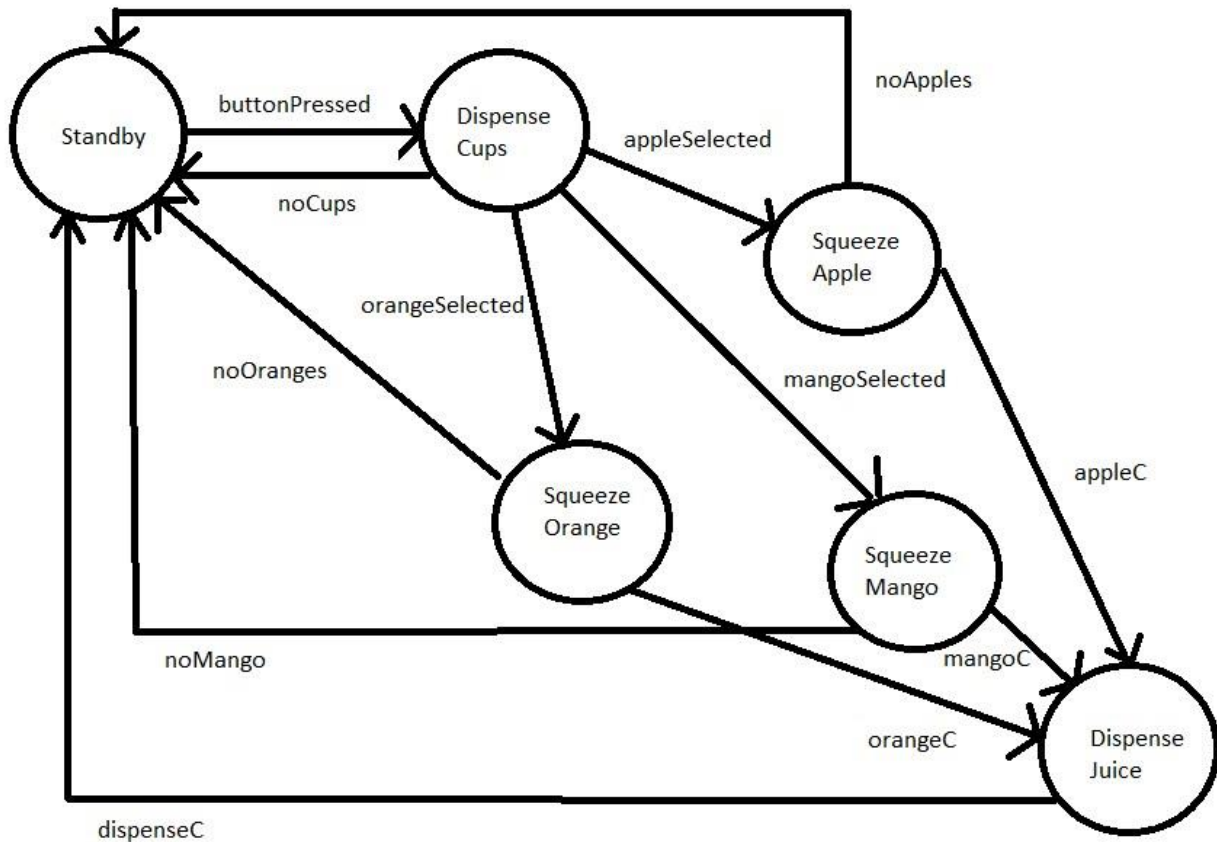 noApples
buttonPressed
Dispense
Cups
Standby
appleSelected
noCups
Squeeze
Apple
orangeSelected
noOranges
mangoSelected
appleC
Squeeze
Orange
Squeeze
Mango
noMango
mangoC
orangeC
Dispense
Juice
dispenseC